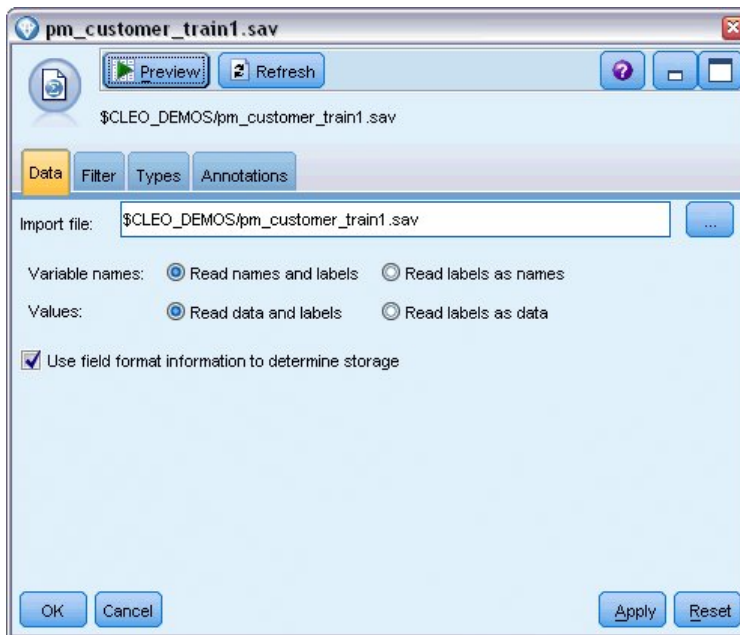 pm_customer_train1.sav
Preview Refresh
$CLEO_DEMOS/pm_customer_train1.sav
Data Filter Types Annotations
Import file: $CLEO_DEMOS/pm_customer_train1.sav ...
Variable names: Read names and labels Read labels as names
Values: Read data and labels Read labels as data
Use field format information to determine storage
OK Cancel Apply Reset